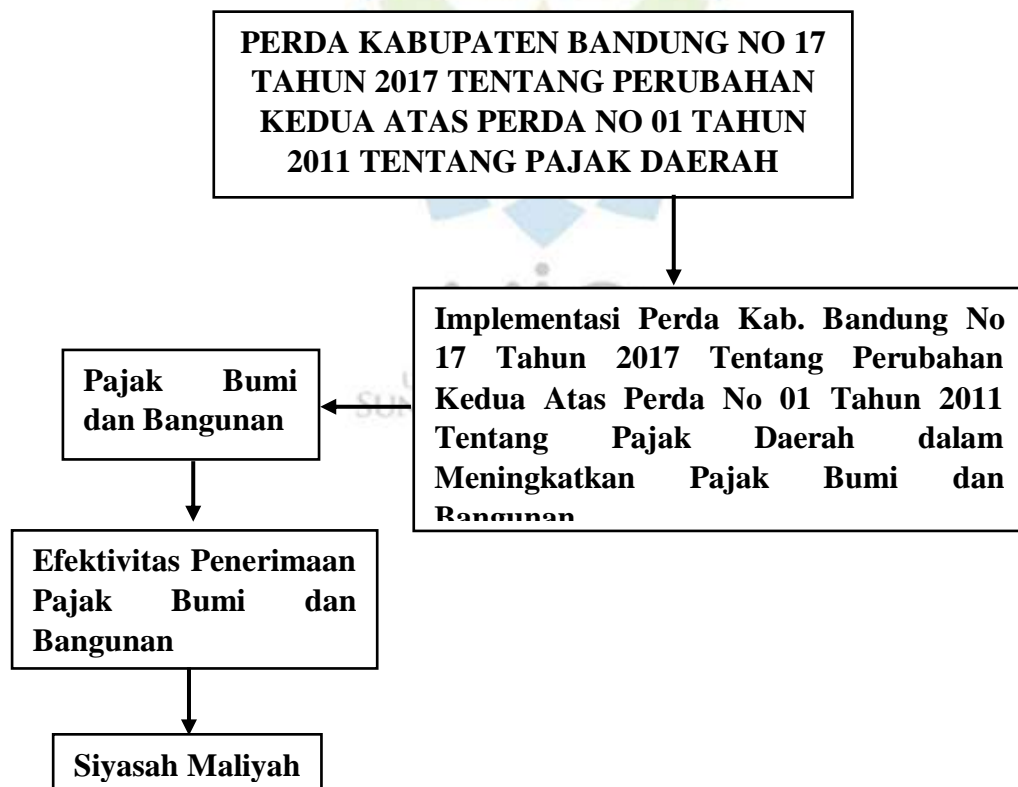 PERDA KABUPATEN BANDUNG NO 17
TAHUN 2017 TENTANG PERUBAHAN
KEDUA ATAS PERDA NO 01 TAHUN
2011 TENTANG PAJAK DAERAH
Implementasi Perda Kab. Bandung No
17 Tahun 2017 Tentang Perubahan
Kedua Atas Perda No 01 Tahun 2011
Tentang Pajak Daerah dalam
Meningkatkan Pajak Bumi dan
Bangunan
Pajak Bumi
dan Bangunan
Efektivitas Penerimaan
Pajak Bumi dan
Bangunan
Siyasah Maliyah